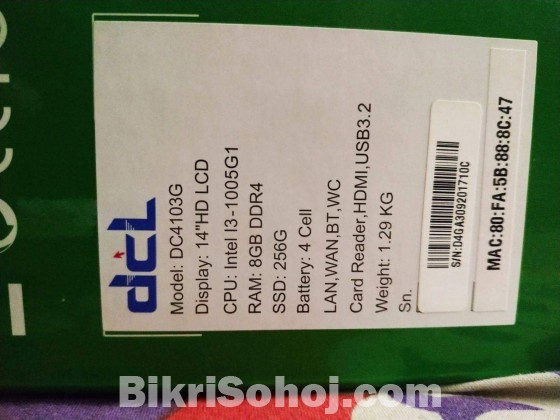 dcl
Model: DC4103G
Display: 14"HD LCD
CPU: Intel I3-1005G1
RAM: 8GB DDR4
SSD: 256G
Battery: 4 Cell
LAN,WAN,BT,WC
Card Reader,HDMI,USB3.2
Weight: 1.29 KG
Sn.
S/N:D4GA3092017​10C
MAC:80:FA:5B:88:8C:47
BikriSohoj.com